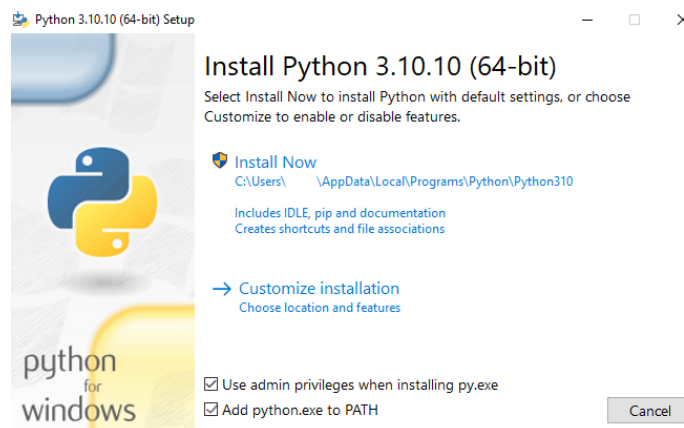 Python 3.10.10 (64-bit) Setup
Install Python 3.10.10 (64-bit)
Select Install Now to install Python with default settings, or choose
Customize to enable or disable features.
Install Now
C:\Users\ \AppData\Local\Programs\Python\Python310
Includes IDLE, pip and documentation
Creates shortcuts and file associations
Customize installation
Choose location and features
python
for
windows
Use admin privileges when installing py.exe
Add python.exe to PATH
Cancel